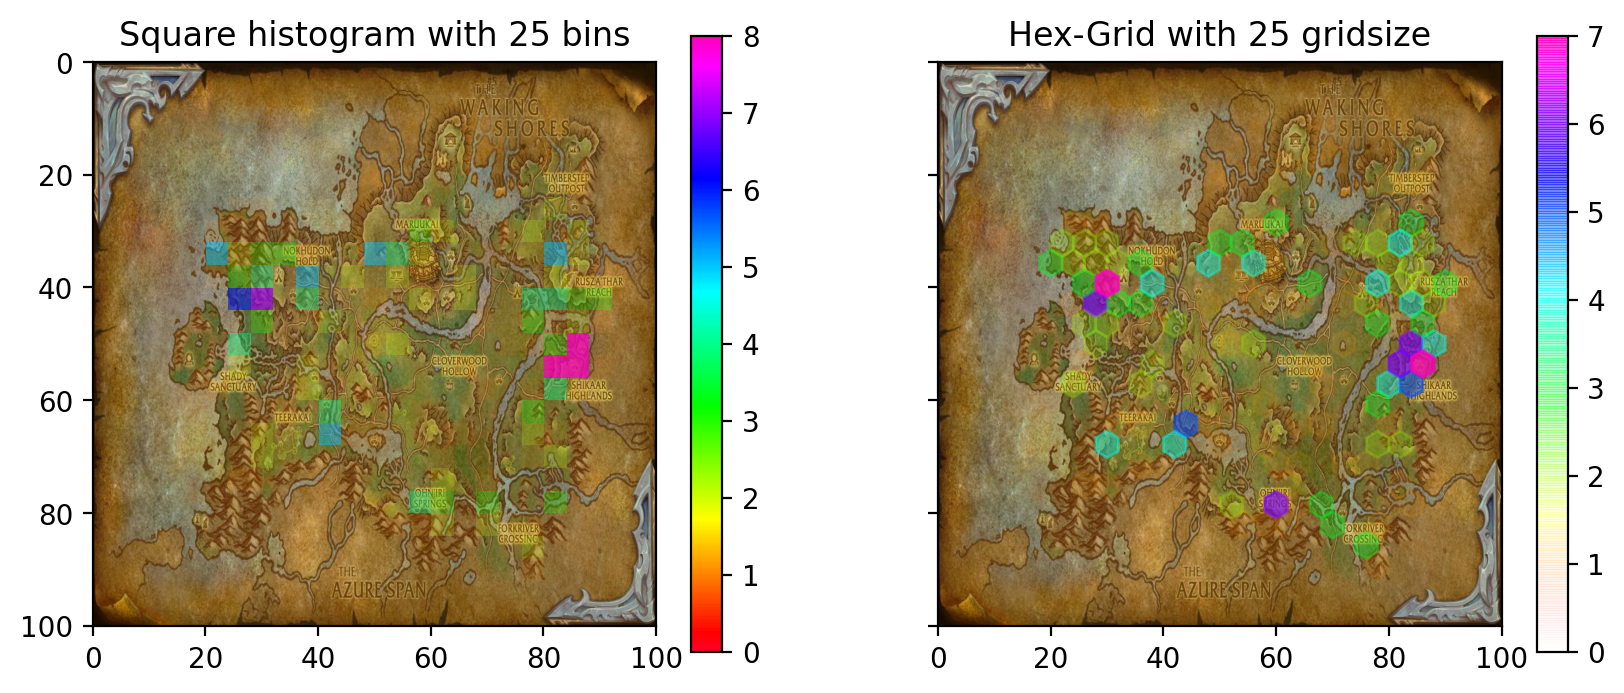 Square histogram with 25 bins
0
20
40
60
80
100
0 20 40 60 80 100
THE
WAKING
SHORES
TIMBERSTEP
OUTPOST
MARUUKAI
NOKHUDON
HOLD
RUSZA'THAR
REACH
CLOVERWOOD
HOLLOW
SHADY
SANCTUARY
SHIKAAR
HIGHLANDS
TEERAKAI
OHN'IRI
SPRINGS
FORKRIVER
CROSSING
THE
AZURE SPAN
8
7
6
5
4
3
2
1
0
Hex-Grid with 25 gridsize
0 20 40 60 80 100
THE
WAKING
SHORES
TIMBERSTEP
OUTPOST
MARUUKAI
NOKHUDON
HOLD
RUSZA'THAR
REACH
CLOVERWOOD
HOLLOW
SHADY
SANCTUARY
SHIKAAR
HIGHLANDS
TEERAKAI
OHN'IRI
SPRINGS
FORKRIVER
CROSSING
THE
AZURE SPAN
7
6
5
4
3
2
1
0